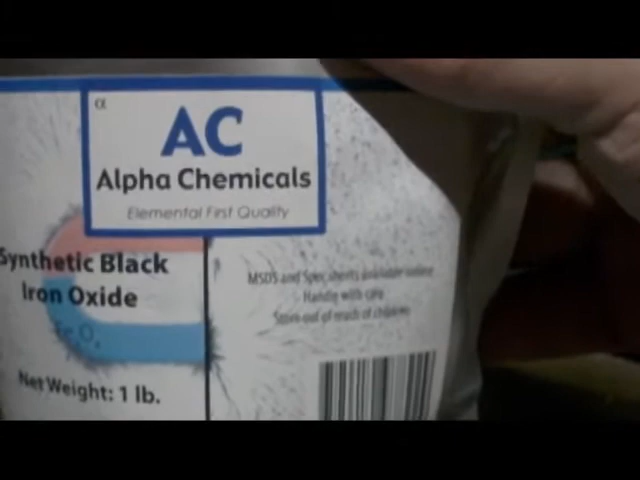 α
AC
Alpha Chemicals
Elemental First Quality
Synthetic Black
Iron Oxide
Net Weight: 1 lb.
MSDS and Spec sheets available online
Handle with care
Store out of reach of children